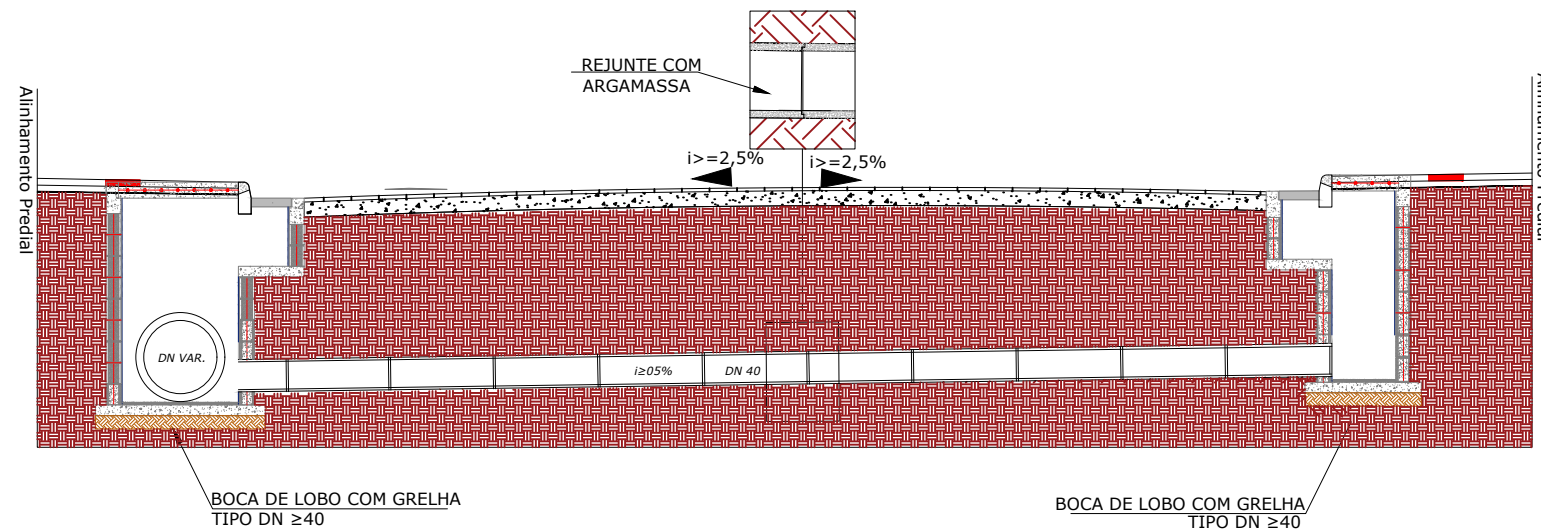 REJUNTE COM
ARGAMASSA
i>=2,5%
i>=2,5%
Alinhamento Predial
DN VAR.
i≥05%
DN 40
BOCA DE LOBO COM GRELHA
TIPO DN ≥40
BOCA DE LOBO COM GRELHA
TIPO DN ≥40